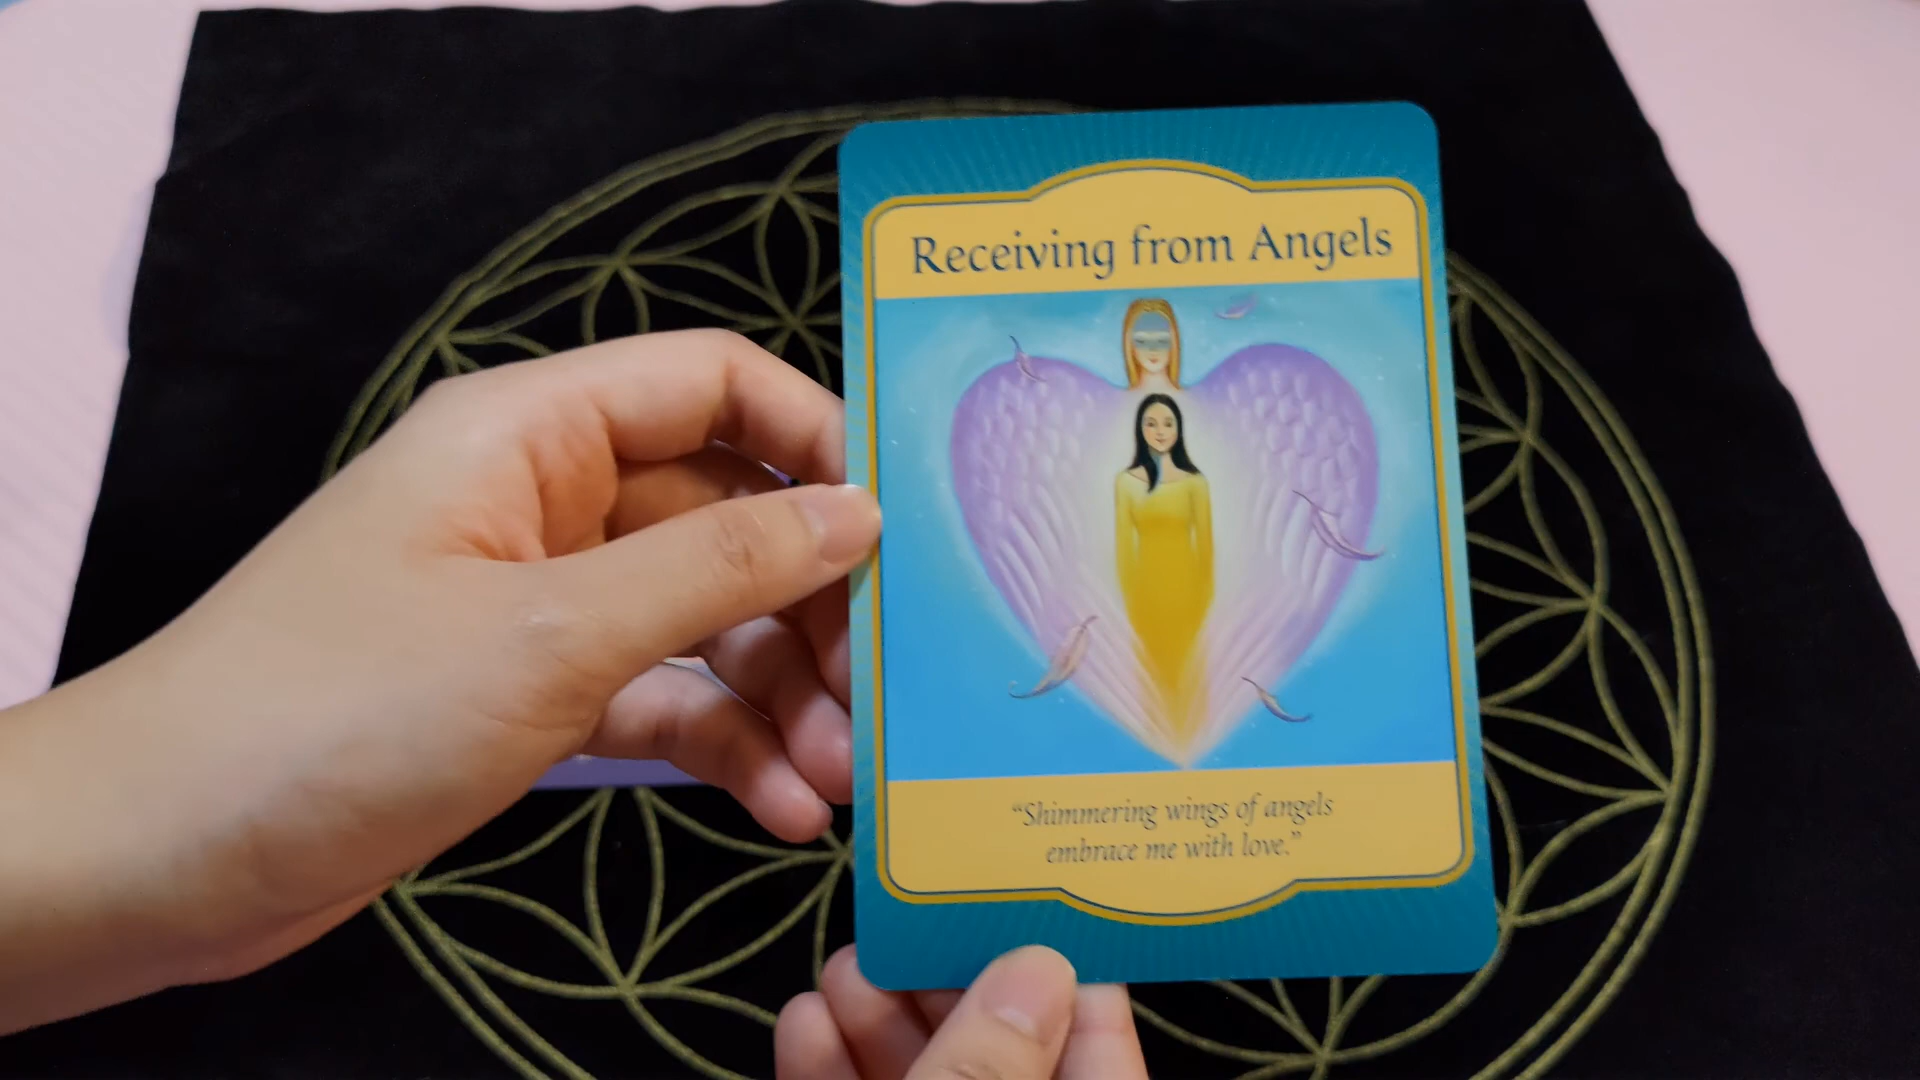 Receiving from Angels
“Shimmering wings of angels
embrace me with love.”